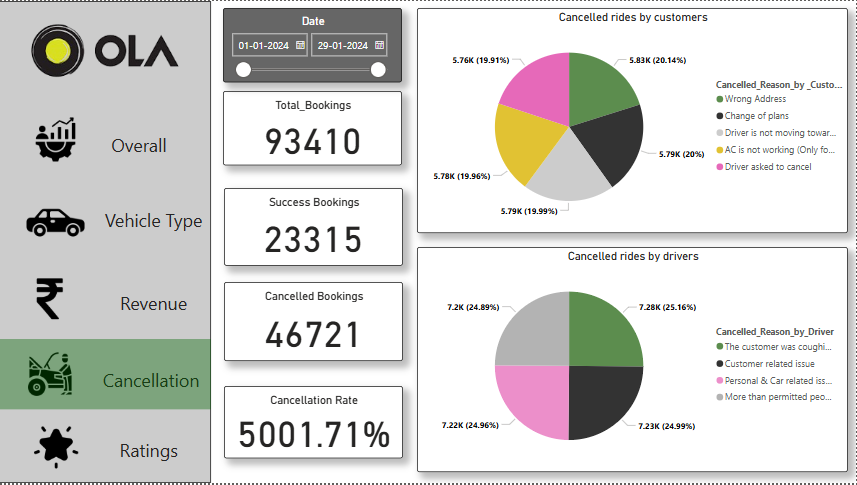 OLA
Overall
Vehicle Type
Revenue
Cancellation
Ratings
Date
01-01-2024
29-01-2024
Total_Bookings
93410
Success Bookings
23315
Cancelled Bookings
46721
Cancellation Rate
5001.71%
Cancelled rides by customers
5.76K (19.91%)
5.83K (20.14%)
5.79K (20%)
5.79K (19.99%)
5.78K (19.96%)
Cancelled_Reason_by_Custo...
Wrong Address
Change of plans
Driver is not moving towar...
AC is not working (Only fo...
Driver asked to cancel
Cancelled rides by drivers
7.2K (24.89%)
7.28K (25.16%)
7.22K (24.96%)
7.23K (24.99%)
Cancelled_Reason_by_Driver
The customer was coughi...
Customer related issue
Personal & Car related iss...
More than permitted peo...